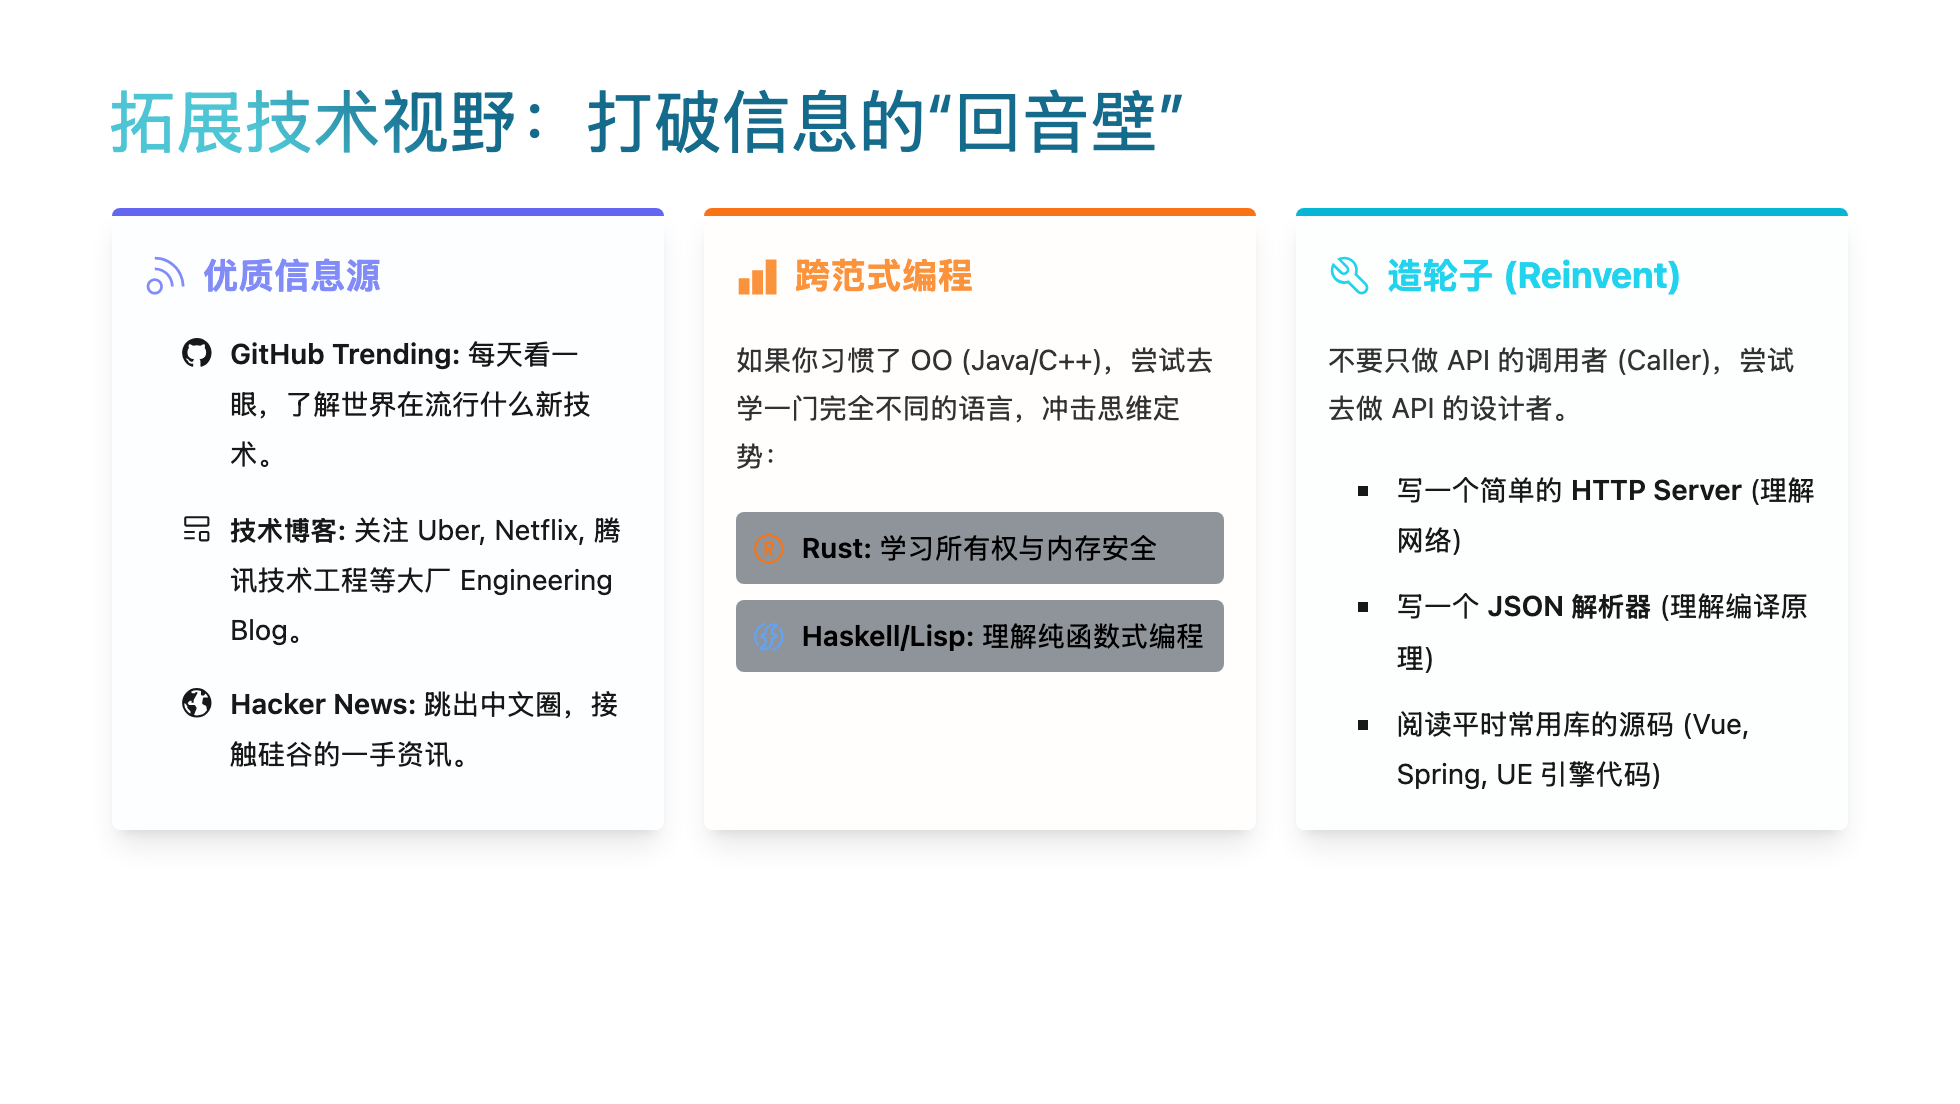 拓展技术视野：打破信息的“回音壁”
优质信息源
GitHub Trending: 每天看一
眼，了解世界在流行什么新技
术。
技术博客: 关注 Uber, Netflix, 腾
讯技术工程等大厂 Engineering
Blog。
Hacker News: 跳出中文圈，接
触硅谷的一手资讯。
跨范式编程
如果你习惯了 OO (Java/C++)，尝试去
学一门完全不同的语言，冲击思维定
势：
Rust: 学习所有权与内存安全
Haskell/Lisp: 理解纯函数式编程
造轮子 (Reinvent)
不要只做 API 的调用者 (Caller)，尝试
去做 API 的设计者。
写一个简单的 HTTP Server (理解
网络)
写一个 JSON 解析器 (理解编译原
理)
阅读平时常用库的源码 (Vue,
Spring, UE 引擎代码)